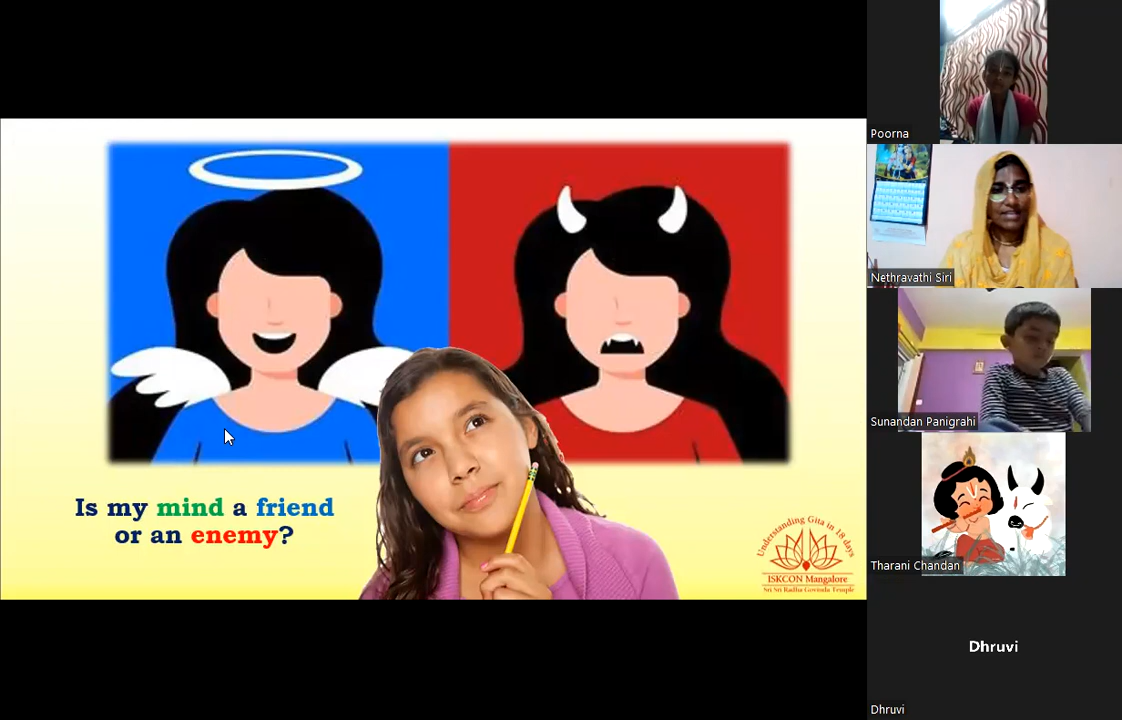 Is my mind a friend
or an enemy?
Understanding Gita in 18 days
ISKCON Mangalore
Sri Sri Radha Govinda Temple
Poorna
Nethravathi Siri
Sunandan Panigrahi
Tharani Chandan
Dhruvi
Dhruvi